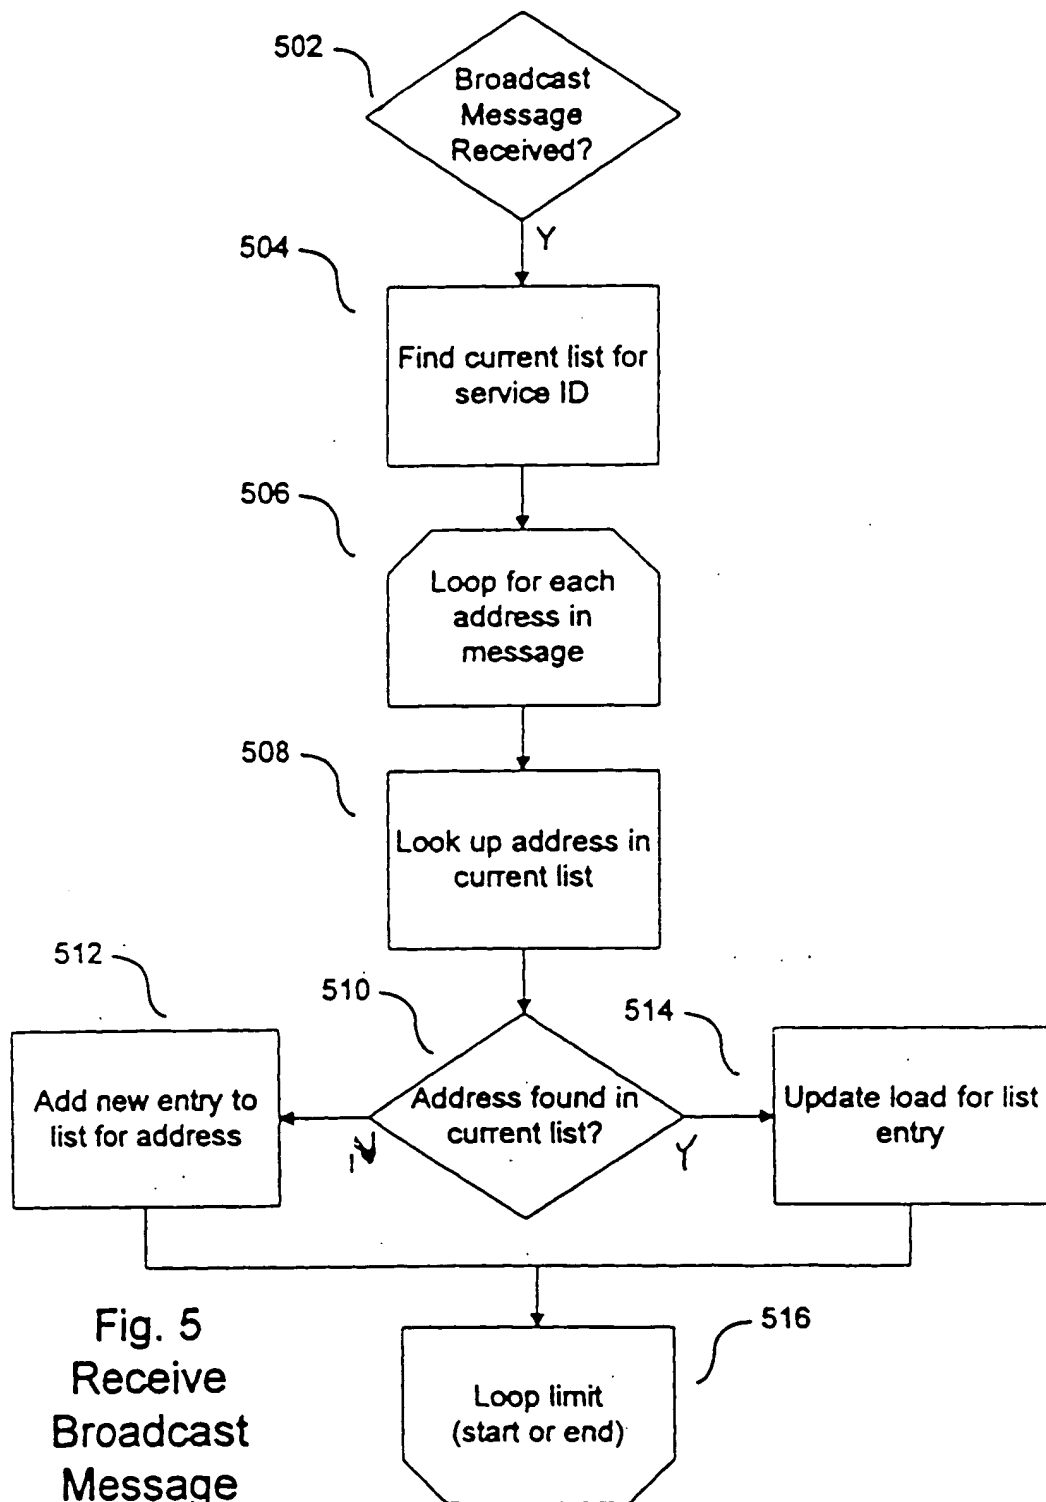 502
Broadcast
Message
Received?
Y
504
Find current list for
service ID
506
Loop for each
address in
message
508
Look up address in
current list
512
510
514
Add new entry to
list for address
Address found in
current list?
Update load for list
entry
N
Y
516
Loop limit
(start or end)
Fig. 5
Receive
Broadcast
Message